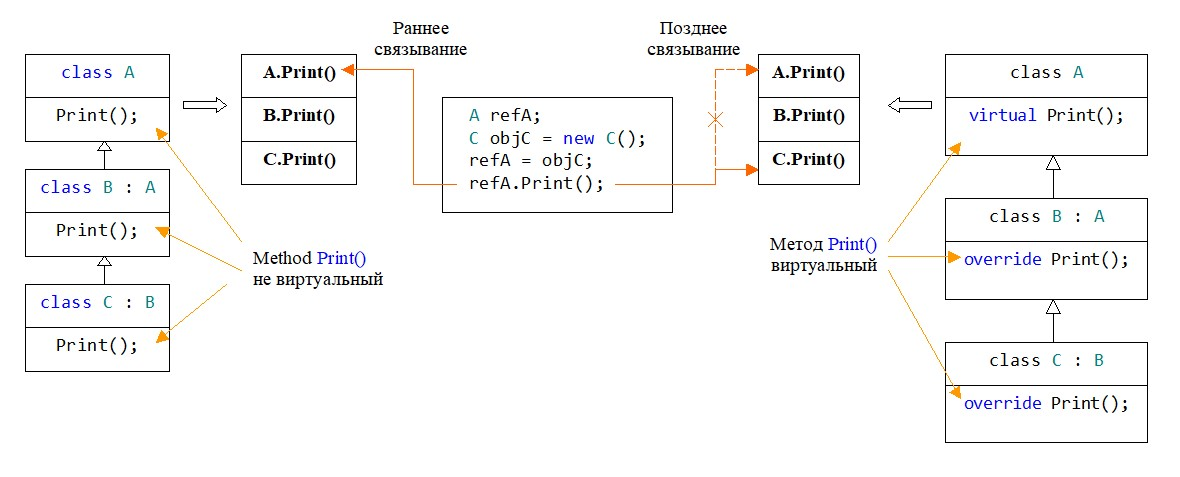 Раннее
связывание
Позднее
связывание
class A
Print();
class B : A
Print();
class C : B
Print();
A.Print()
B.Print()
C.Print()
Method Print()
не виртуальный
A refA;
C objC = new C();
refA = objC;
refA.Print();
A.Print()
B.Print()
C.Print()
Метод Print()
виртуальный
class A
virtual Print();
class B : A
override Print();
class C : B
override Print();